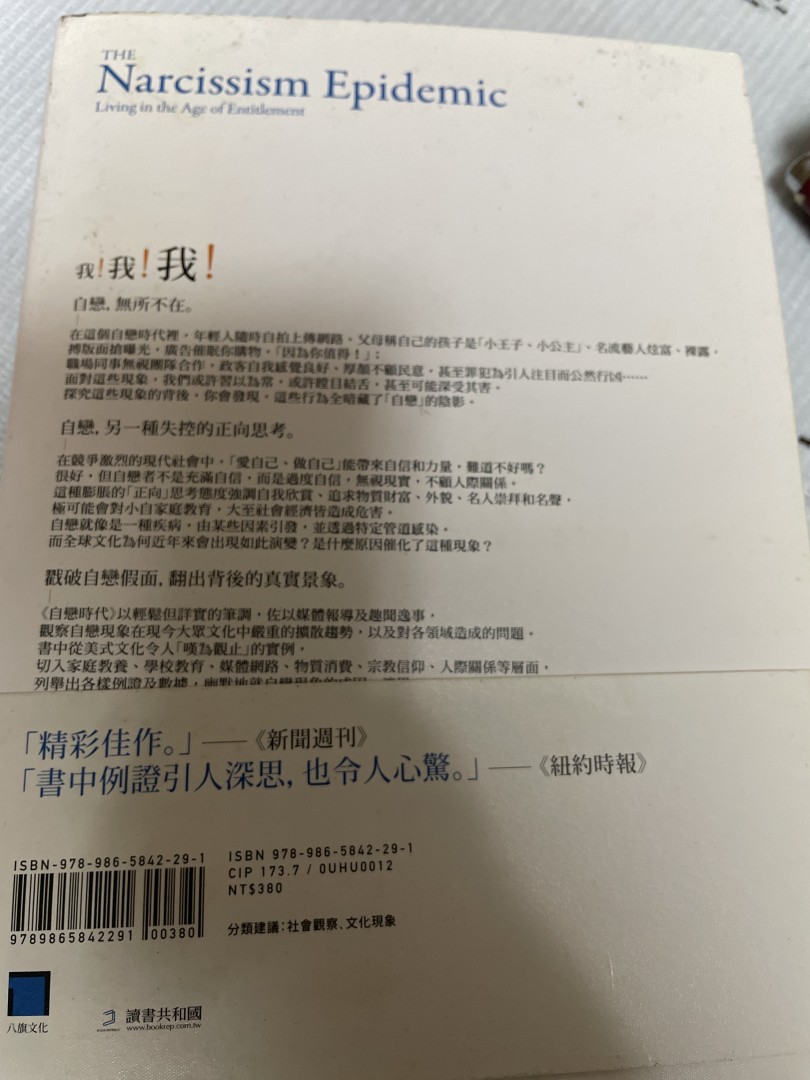 THE
Narcissism Epidemic
Living in the Age of Entitlement
我!我!我!
自戀,無所不在。
在這個自戀時代裡,年輕人隨時自拍上傳網路,父母稱自己的孩子是「小王子、小公主」、名流藝人炫富、裸露,
搏版面搶曝光,廣告催眠你購物,「因為你值得!」;
職場同事無視團隊合作,政客自我感覺良好、厚顏不顧民意,甚至罪犯為引人注目而公然行凶……
面對這些現象,我們或許習以為常,或許瞠目結舌,甚至可能深受其害。
探究這些現象的背後,你會發現,這些行為全暗藏了「自戀」的陰影。
自戀,另一種失控的正向思考。
在競爭激烈的現代社會中,「愛自己、做自己」能帶來自信和力量,難道不好嗎?
很好,但自戀者不是充滿自信,而是過度自信,無視現實,不顧人際關係。
這種膨脹的「正向」思考態度強調自我欣賞、追求物質財富、外貌、名人崇拜和名聲,
極可能會對小自家庭教育,大至社會經濟皆造成危害。
自戀就像是一種疾病,由某些因素引發,並透過特定管道感染。
而全球文化為何近年來會出現如此演變?是什麼原因催化了這種現象?
戳破自戀假面,翻出背後的真實景象。
《自戀時代》以輕鬆但詳實的筆調,佐以媒體報導及趣聞逸事,
觀察自戀現象在現今大眾文化中嚴重的擴散趨勢,以及對各領域造成的問題。
書中從美式文化令人「嘆為觀止」的實例,
切入家庭教養、學校教育、媒體網路、物質消費、宗教信仰、人際關係等層面,
列舉出各樣例證及數據,幽默地就自戀現象的成因
「精彩佳作。」——《新聞週刊》
「書中例證引人深思,也令人心驚。」——《紐約時報》
ISBN-978-986-5842-29-1
9789865842291 00380
ISBN 978-986-5842-29-1
CIP 173.7 / 0UHU0012
NT$380
分類建議:社會觀察、文化現象
八旗文化
讀書共和國
www.bookrep.com.tw